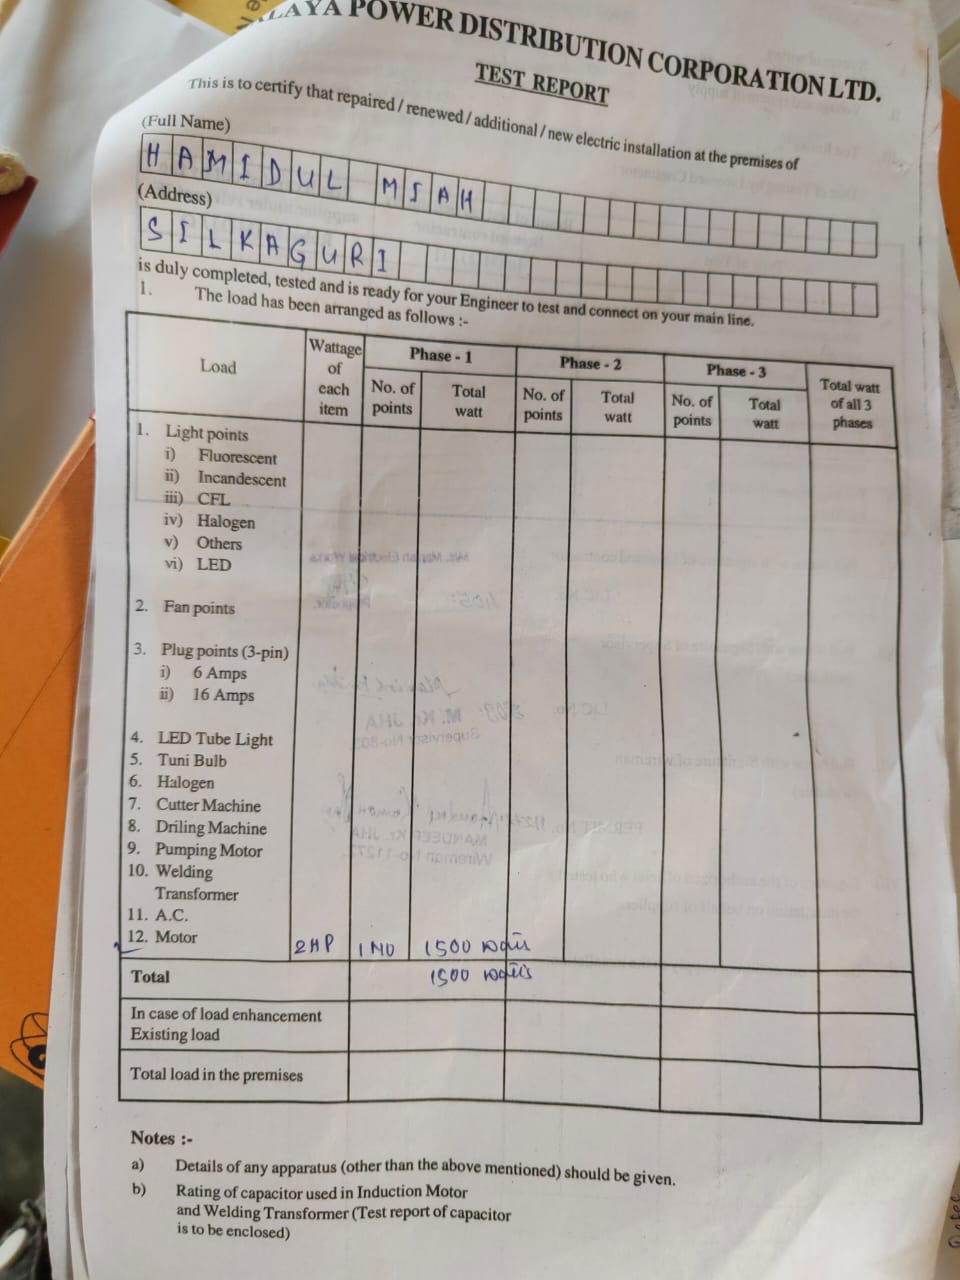 POWER DISTRIBUTION CORPORATION LTD.
TEST REPORT
This is to certify that repaired / renewed / additional / new electric installation at the premises of
(Full Name)
HAMIDUL MIAH
(Address)
SILKAGURI
is duly completed, tested and is ready for your Engineer to test and connect on your main line.
1. The load has been arranged as follows :-
Load
Wattage of each item
Phase - 1
Phase - 2
Phase - 3
Total watt of all 3 phases
No. of points
Total watt
No. of points
Total watt
No. of points
Total watt
1. Light points
i) Fluorescent
ii) Incandescent
iii) CFL
iv) Halogen
v) Others
vi) LED
2. Fan points
3. Plug points (3-pin)
i) 6 Amps
ii) 16 Amps
4. LED Tube Light
5. Tuni Bulb
6. Halogen
7. Cutter Machine
8. Driling Machine
9. Pumping Motor
10. Welding
Transformer
11. A.C.
12. Motor 2HP 1 NO 1500 watts
Total 1500 watts
In case of load enhancement
Existing load
Total load in the premises
Notes :-
a) Details of any apparatus (other than the above mentioned) should be given.
b) Rating of capacitor used in Induction Motor
and Welding Transformer (Test report of capacitor
is to be enclosed)